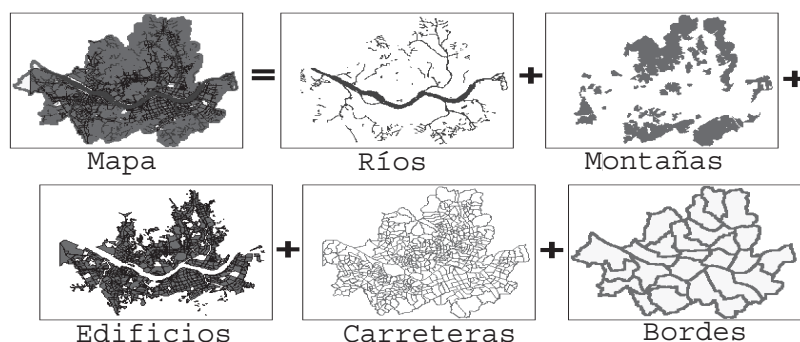 Mapa
=
Ríos
+
Montañas
+
Edificios
+
Carreteras
+
Bordes